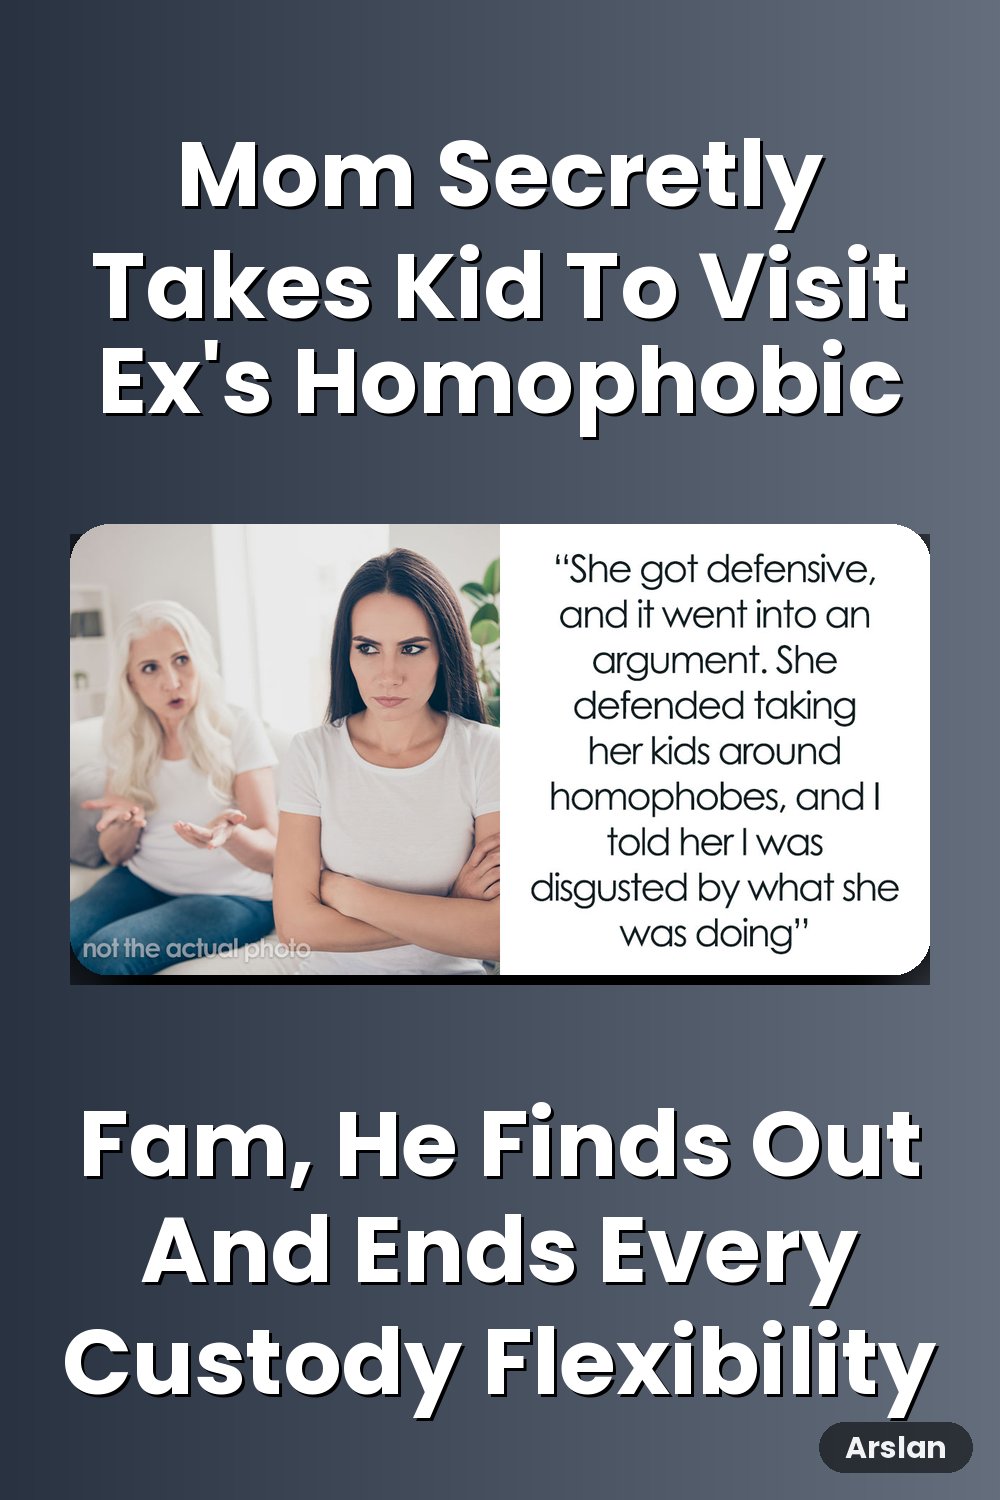 Mom Secretly
Takes Kid To Visit
Ex's Homophobic
“She got defensive,
and it went into an
argument. She
defended taking
her kids around
homophobes, and I
told her I was
disgusted by what she
was doing”
not the actual photo
Fam, He Finds Out
And Ends Every
Custody Flexibility
Arslan